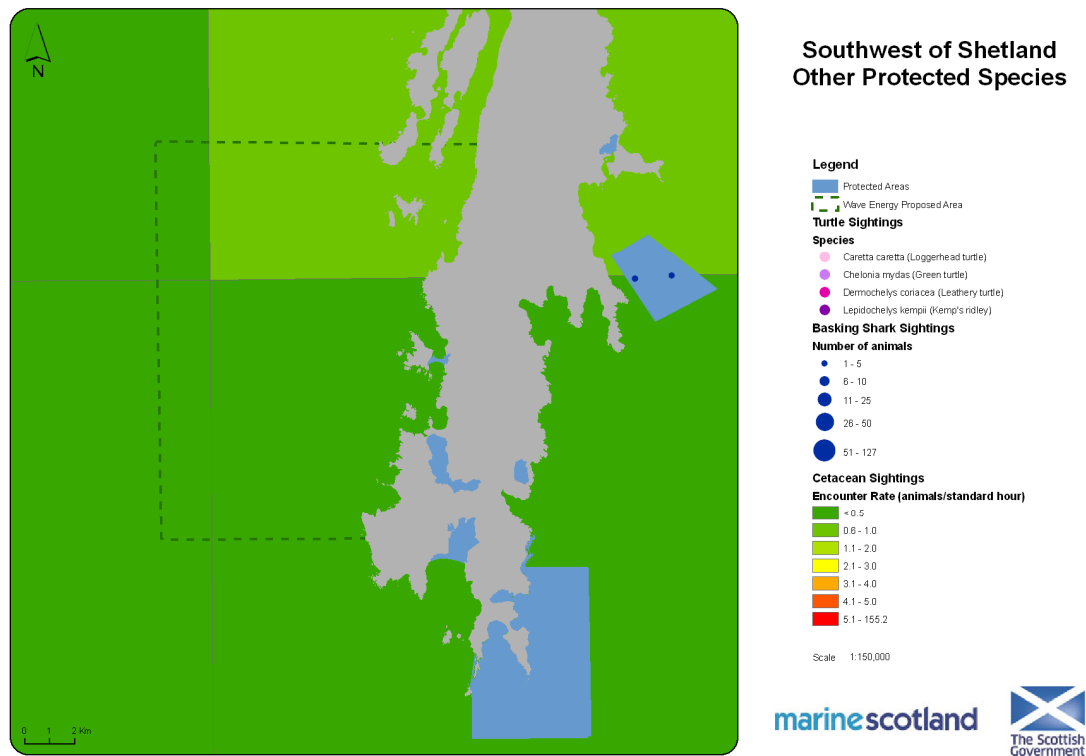 N
Southwest of Shetland
Other Protected Species
Legend
Protected Areas
Wave Energy Proposed Area
Turtle Sightings
Species
Caretta caretta (Loggerhead turtle)
Chelonia mydas (Green turtle)
Dermochelys coriacea (Leathery turtle)
Lepidochelys kempii (Kemp's ridley)
Basking Shark Sightings
Number of animals
1 - 5
6 - 10
11 - 25
26 - 50
51 - 127
Cetacean Sightings
Encounter Rate (animals/standard hour)
< 0.5
0.6 - 1.0
1.1 - 2.0
2.1 - 3.0
3.1 - 4.0
4.1 - 5.0
5.1 - 155.2
Scale 1:150,000
0 1 2 Km
marinescotland
The Scottish
Government